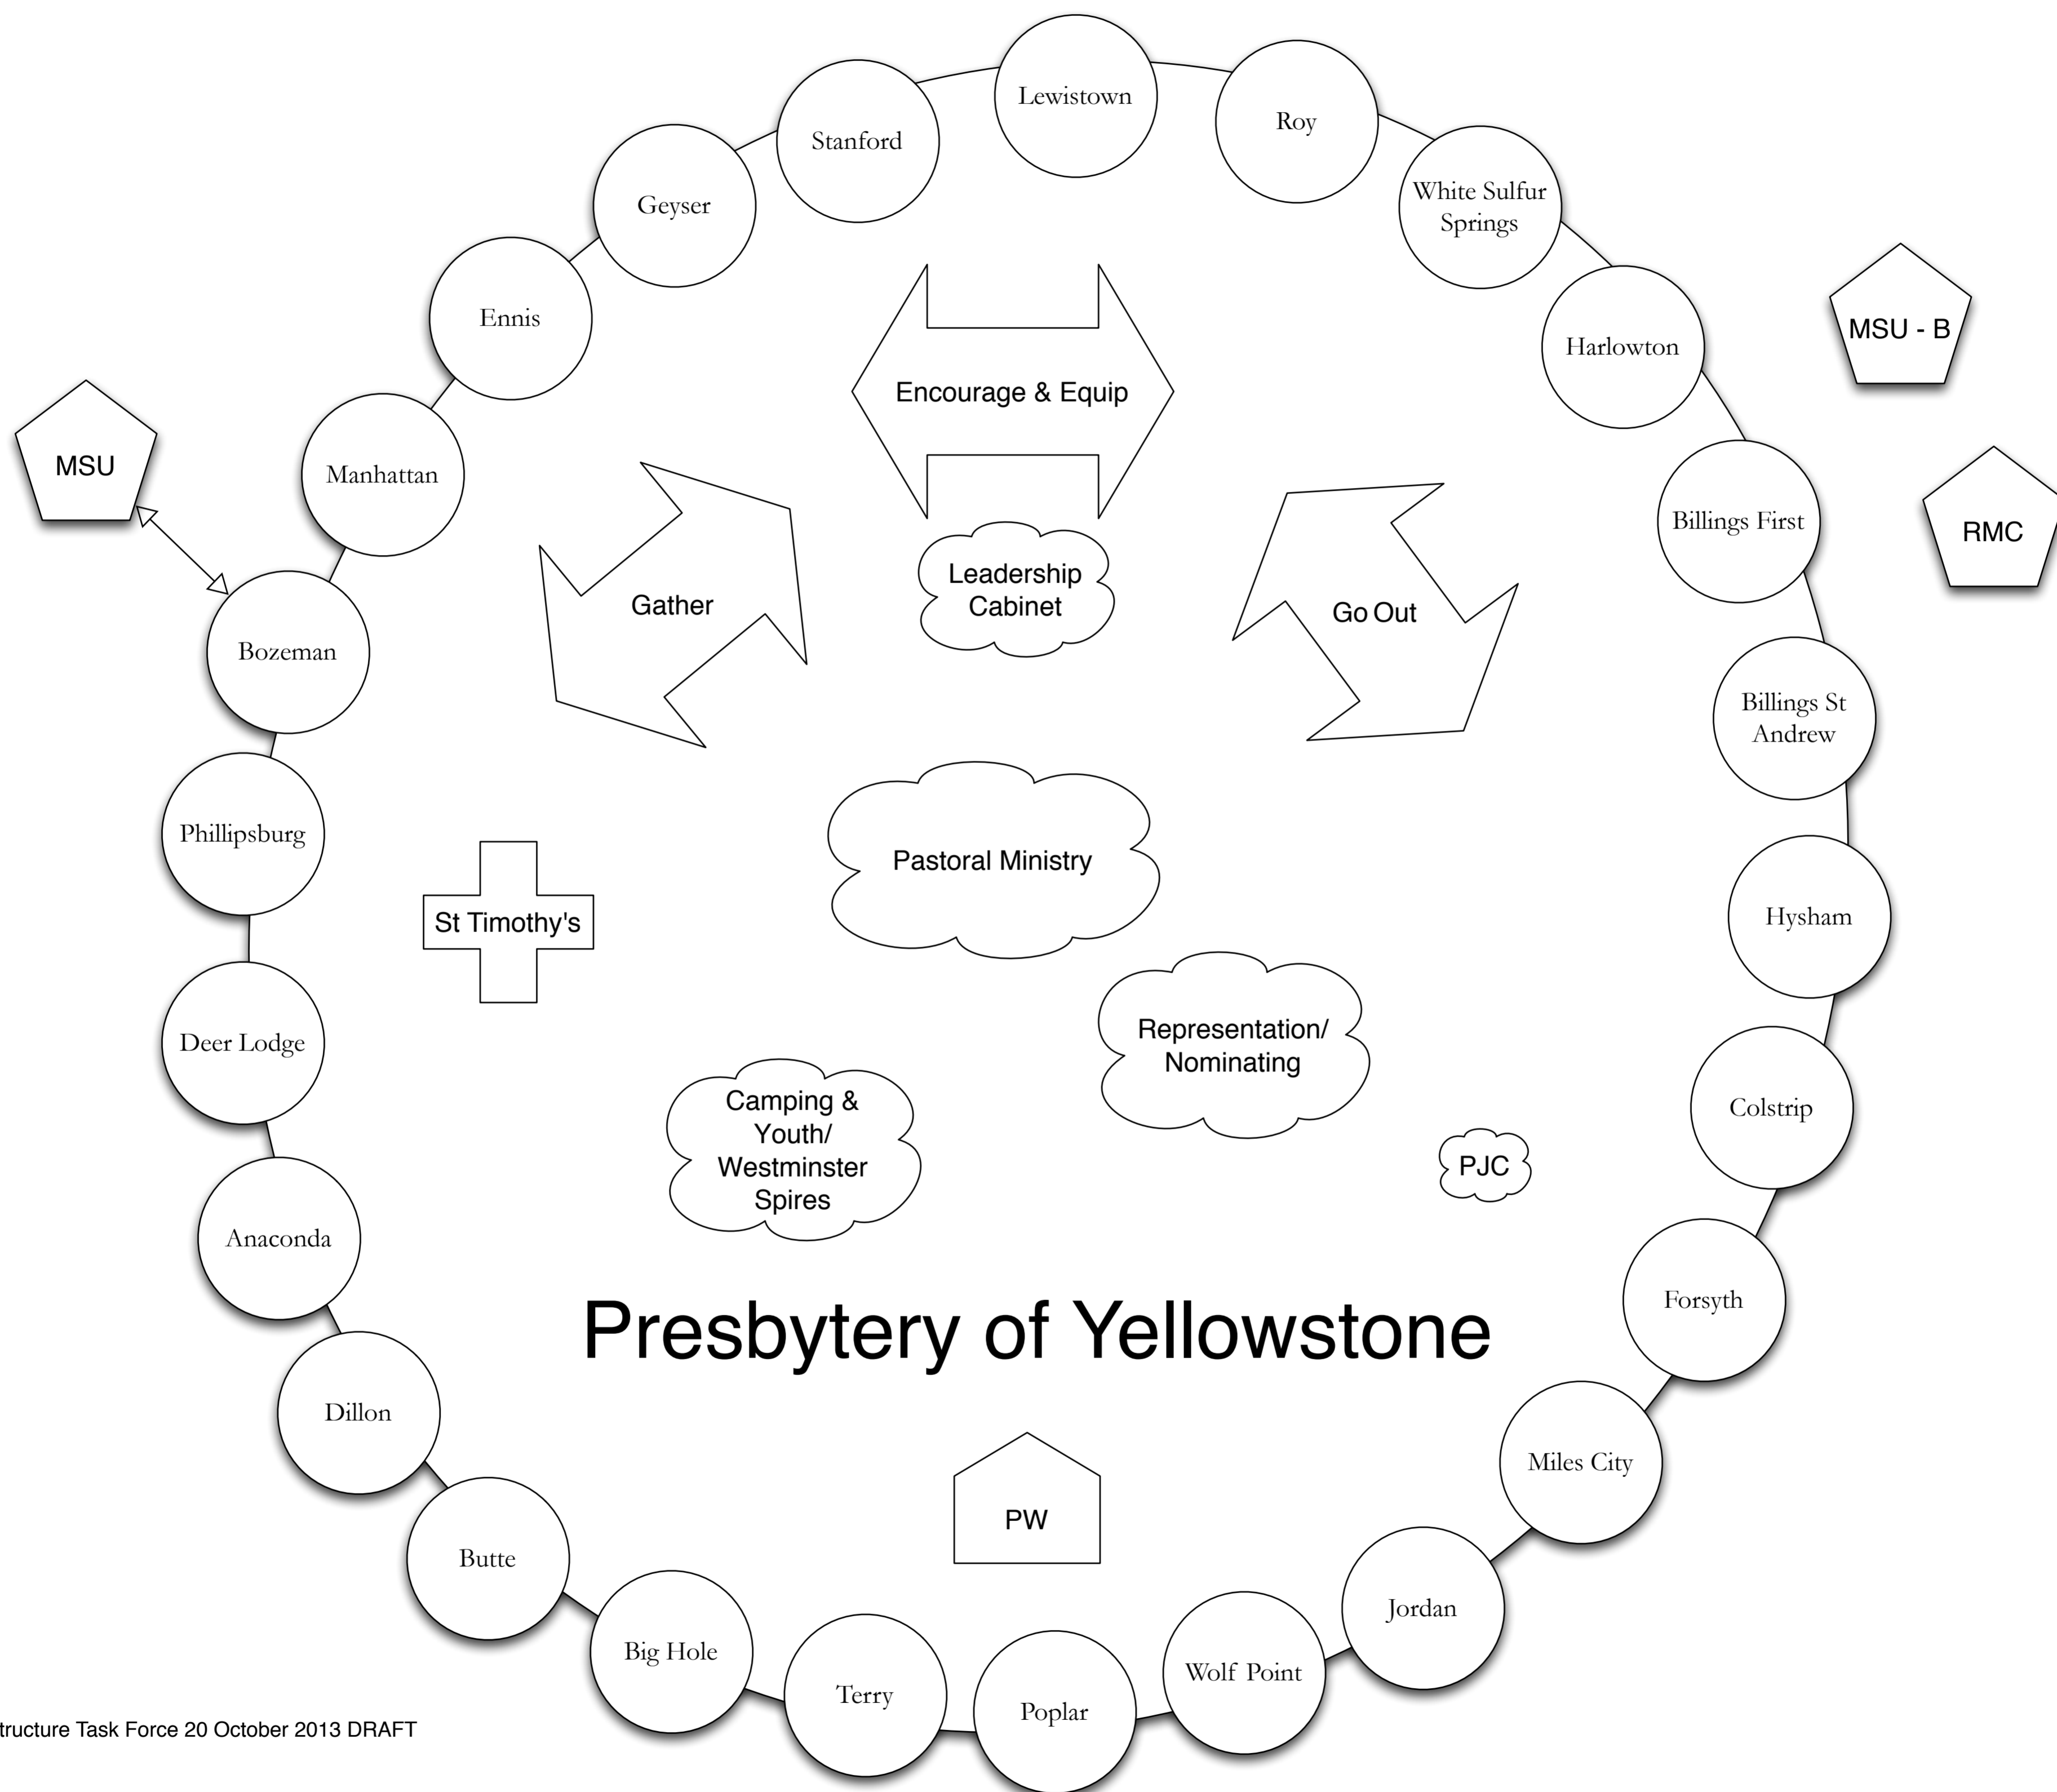 Lewistown
Roy
Stanford
White Sulfur
Springs
Geyser
Ennis
MSU - B
Harlowton
Encourage & Equip
MSU
Manhattan
Billings First
RMC
Leadership
Cabinet
Gather
Go Out
Bozeman
Billings St
Andrew
Phillipsburg
Pastoral Ministry
St Timothy's
Hysham
Deer Lodge
Representation/
Nominating
Camping &
Youth/
Westminster
Spires
Colstrip
PJC
Anaconda
Forsyth
Presbytery of Yellowstone
Dillon
Miles City
PW
Butte
Jordan
Big Hole
Wolf Point
Terry
Poplar
tructure Task Force 20 October 2013 DRAFT